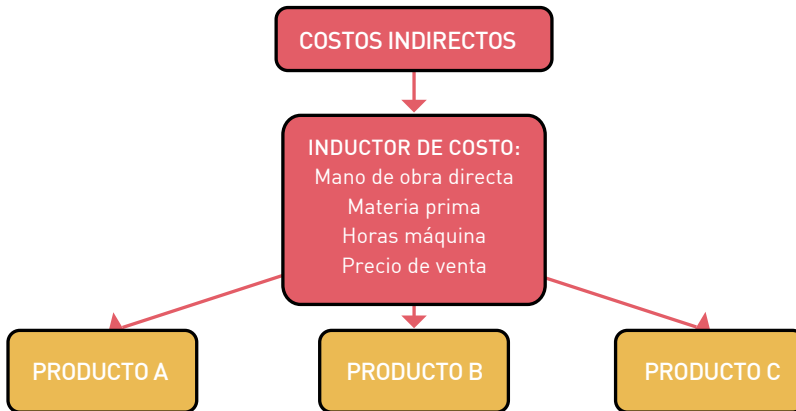 COSTOS INDIRECTOS
INDUCTOR DE COSTO:
Mano de obra directa
Materia prima
Horas máquina
Precio de venta
PRODUCTO A
PRODUCTO B
PRODUCTO C